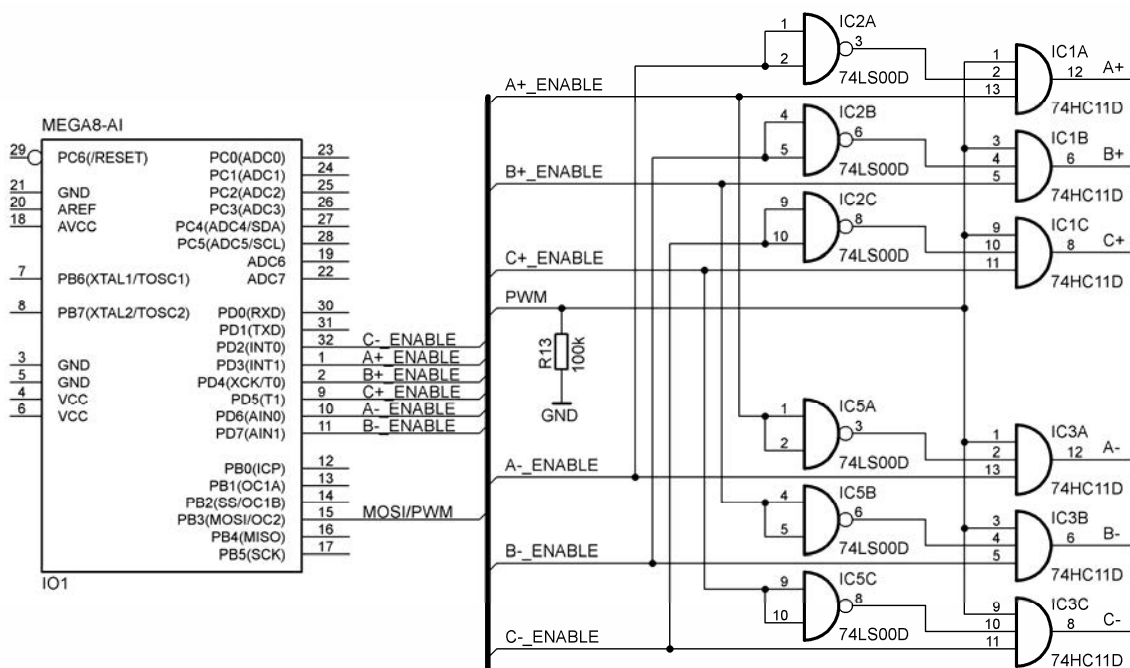 MEGA8-AI
29 PC6(/RESET)
21 GND
20 AREF
18 AVCC
7 PB6(XTAL1/TOSC1)
8 PB7(XTAL2/TOSC2)
3 GND
5 GND
4 VCC
6 VCC
PC0(ADC0) 23
PC1(ADC1) 24
PC2(ADC2) 25
PC3(ADC3) 26
PC4(ADC4/SDA) 27
PC5(ADC5/SCL) 28
ADC6 19
ADC7 22
PD0(RXD) 30
PD1(TXD) 31
PD2(INT0) 32 C-_ENABLE
PD3(INT1) 1 A+_ENABLE
PD4(XCK/T0) 2 B+_ENABLE
PD5(T1) 9 C+_ENABLE
PD6(AIN0) 10 A-_ENABLE
PD7(AIN1) 11 B-_ENABLE
PB0(ICP) 12
PB1(OC1A) 13
PB2(SS/OC1B) 14
PB3(MOSI/OC2) 15 MOSI/PWM
PB4(MISO) 16
PB5(SCK) 17
IO1
A+_ENABLE
B+_ENABLE
C+_ENABLE
PWM
R13
100k
GND
A-_ENABLE
B-_ENABLE
C-_ENABLE
IC2A
1
2
3
74LS00D
IC2B
4
5
6
74LS00D
IC2C
9
10
8
74LS00D
IC5A
1
2
3
74LS00D
IC5B
4
5
6
74LS00D
IC5C
9
10
8
74LS00D
IC1A
1
2
13
12 A+
74HC11D
IC1B
3
4
5
6 B+
74HC11D
IC1C
9
10
11
8 C+
74HC11D
IC3A
1
2
13
12 A-
74HC11D
IC3B
3
4
5
6 B-
74HC11D
IC3C
9
10
11
8 C-
74HC11D